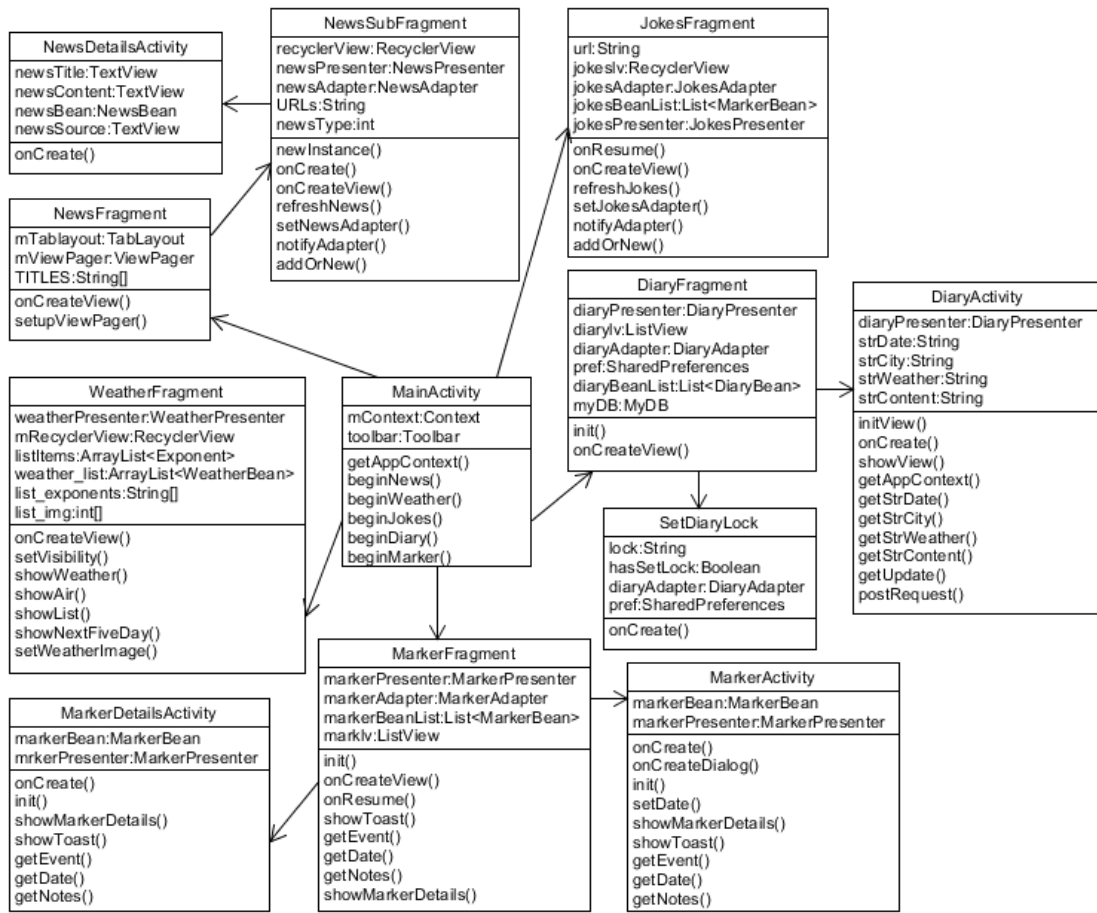 NewsDetailsActivity
newsTitle:TextView
newsContent:TextView
newsBean:NewsBean
newsSource:TextView
onCreate()
NewsSubFragment
recyclerView:RecyclerView
newsPresenter:NewsPresenter
newsAdapter:NewsAdapter
URLs:String
newsType:int
newInstance()
onCreate()
onCreateView()
refreshNews()
setNewsAdapter()
notifyAdapter()
addOrNew()
JokesFragment
url:String
jokeslv:RecyclerView
jokesAdapter:JokesAdapter
jokesBeanList:List<MarkerBean>
jokesPresenter:JokesPresenter
onResume()
onCreateView()
refreshJokes()
setJokesAdapter()
notifyAdapter()
addOrNew()
NewsFragment
mTablayout:TabLayout
mViewPager:ViewPager
TITLES:String[]
onCreateView()
setupViewPager()
DiaryFragment
diaryPresenter:DiaryPresenter
diarylv:ListView
diaryAdapter:DiaryAdapter
pref:SharedPreferences
diaryBeanList:List<DiaryBean>
myDB:MyDB
init()
onCreateView()
DiaryActivity
diaryPresenter:DiaryPresenter
strDate:String
strCity:String
strWeather:String
strContent:String
initView()
onCreate()
showView()
getAppContext()
getStrDate()
getStrCity()
getStrWeather()
getStrContent()
getUpdate()
postRequest()
WeatherFragment
weatherPresenter:WeatherPresenter
mRecyclerView:RecyclerView
listItems:ArrayList<Exponent>
weather_list:ArrayList<WeatherBean>
list_exponents:String[]
list_img:int[]
onCreateView()
setVisibility()
showWeather()
showAir()
showList()
showNextFiveDay()
setWeatherImage()
MainActivity
mContext:Context
toolbar:Toolbar
getAppContext()
beginNews()
beginWeather()
beginJokes()
beginDiary()
beginMarker()
SetDiaryLock
lock:String
hasSetLock:Boolean
diaryAdapter:DiaryAdapter
pref:SharedPreferences
onCreate()
MarkerDetailsActivity
markerBean:MarkerBean
mrkerPresenter:MarkerPresenter
onCreate()
init()
showMarkerDetails()
showToast()
getEvent()
getDate()
getNotes()
MarkerFragment
markerPresenter:MarkerPresenter
markerAdapter:MarkerAdapter
markerBeanList:List<MarkerBean>
marklv:ListView
init()
onCreateView()
onResume()
showToast()
getEvent()
getDate()
getNotes()
showMarkerDetails()
MarkerActivity
markerBean:MarkerBean
markerPresenter:MarkerPresenter
onCreate()
onCreateDialog()
init()
setDate()
showMarkerDetails()
showToast()
getEvent()
getDate()
getNotes()